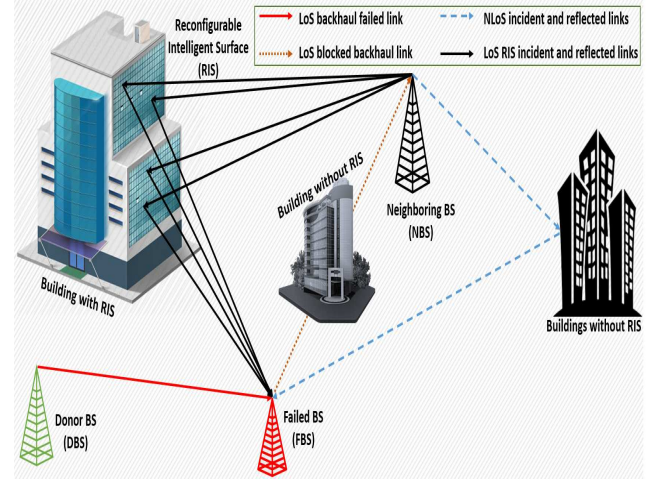 LoS backhaul failed link
NLoS incident and reflected links
LoS blocked backhaul link
LoS RIS incident and reflected links
Reconfigurable
Intelligent Surface
(RIS)
Building without RIS
Neighboring BS
(NBS)
Building with RIS
Buildings without RIS
Donor BS
(DBS)
Failed BS
(FBS)